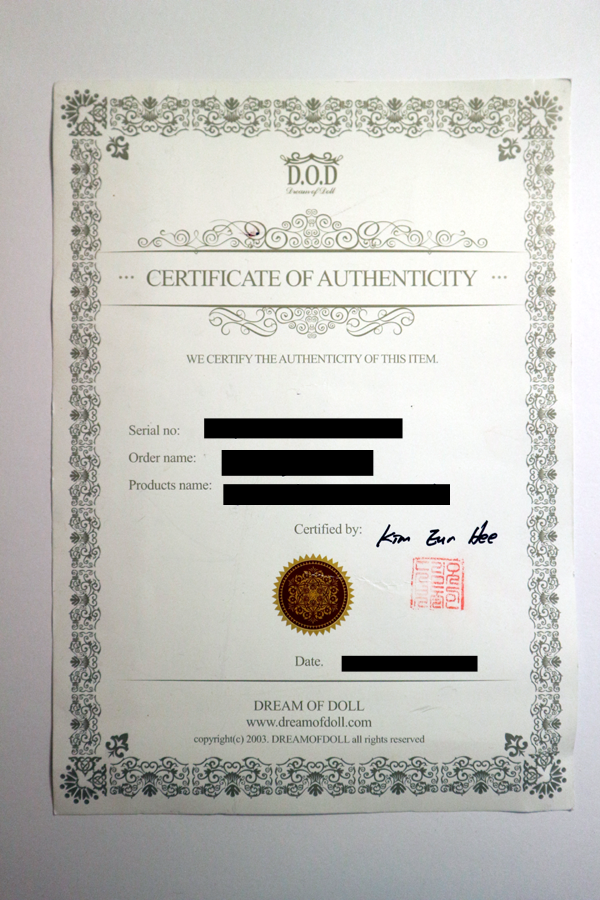 D.O.D
Dream of Doll
CERTIFICATE OF AUTHENTICITY
WE CERTIFY THE AUTHENTICITY OF THIS ITEM.
Serial no:
Order name:
Products name:
Certified by: Kim Eun Hee
Date.
DREAM OF DOLL
www.dreamofdoll.com
copyright(c) 2003. DREAMOFDOLL all rights reserved